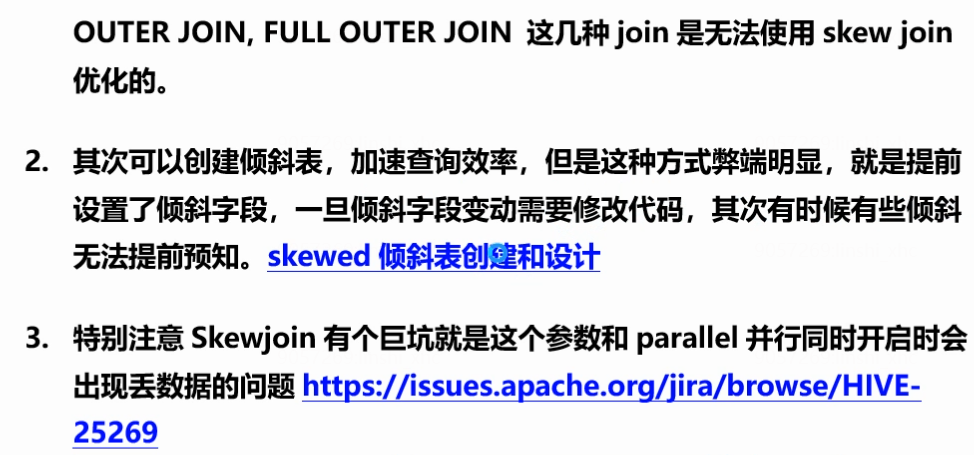 OUTER JOIN, FULL OUTER JOIN 这几种 join 是无法使用 skew join
优化的。
2. 其次可以创建倾斜表，加速查询效率，但是这种方式弊端明显，就是提前
设置了倾斜字段，一旦倾斜字段变动需要修改代码，其次有时候有些倾斜
无法提前预知。skewed 倾斜表创建和设计
3. 特别注意 Skewjoin 有个巨坑就是这个参数和 parallel 并行同时开启时会
出现丢数据的问题 https://issues.apache.org/jira/browse/HIVE-
25269